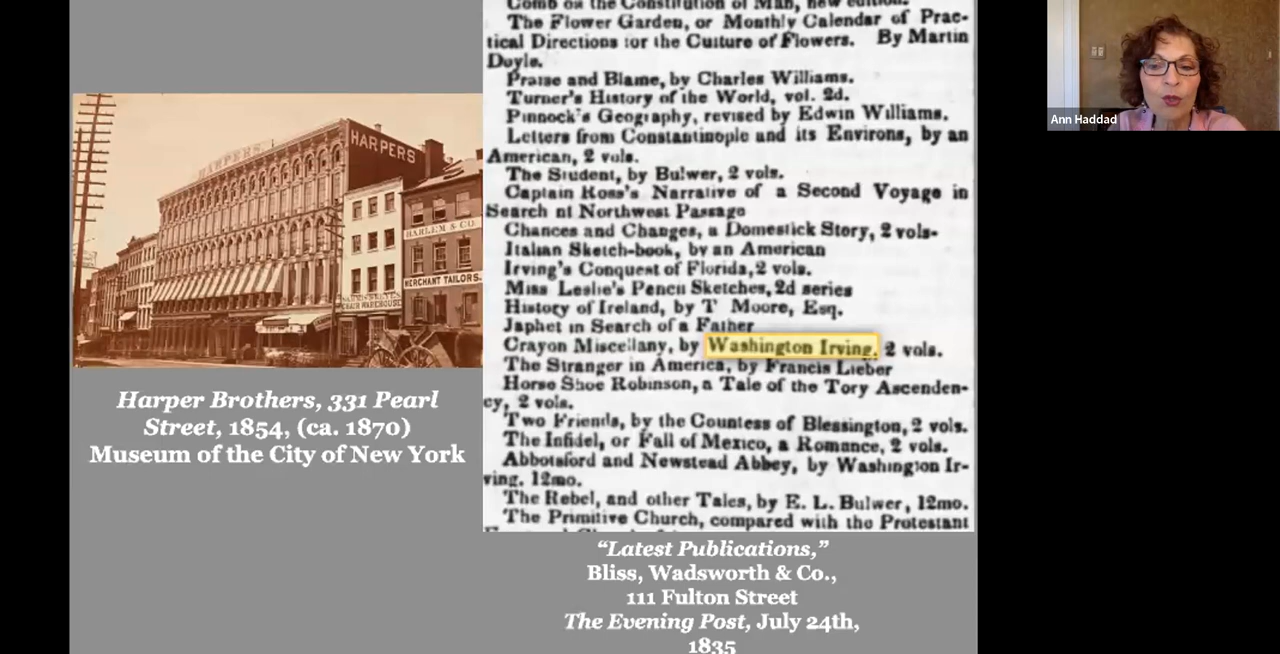 HARPERS
HARPERS
HARLEM & CO.
MERCHANT TAILORS.
CHAIR WAREHOUSE
Harper Brothers, 331 Pearl
Street, 1854, (ca. 1870)
Museum of the City of New York
Comb on the Constitution of Man, new edition.
The Flower Garden, or Monthly Calendar of Prac-
tical Directions for the Culture of Flowers. By Martin
Doyle.
Praise and Blame, by Charles Williams.
Turner's History of the World, vol. 2d.
Pinnock's Geography, revised by Edwin Williams.
Letters from Constantinople and its Environs, by an
American, 2 vols.
The Student, by Bulwer, 2 vols.
Captain Ross's Narrative of a Second Voyage in
Search of Northwest Passage
Chances and Changes, a Domestick Story, 2 vols-
Italian Sketch-book, by an American
Irving's Conquest of Florida, 2 vols.
Miss Leslie's Pencil Sketches, 2d series
History of Ireland, by T Moore, Esq.
Japhet in Search of a Father
Crayon Miscellany, by Washington Irving. 2 vols.
The Stranger in America, by Francis Lieber
Horse Shoe Robinson, a Tale of the Tory Ascenden-
cy, 2 vols.
Two Friends, by the Countess of Blessington, 2 vols.
The Infidel, or Fall of Mexico, a Romance, 2 vols.
Abbotsford and Newstead Abbey, by Washington Ir-
ving. 12mo.
The Rebel, and other Tales, by E. L. Bulwer, 12mo.
The Primitive Church, compared with the Protestant
"Latest Publications,"
Bliss, Wadsworth & Co.,
111 Fulton Street
The Evening Post, July 24th,
1835
Ann Haddad